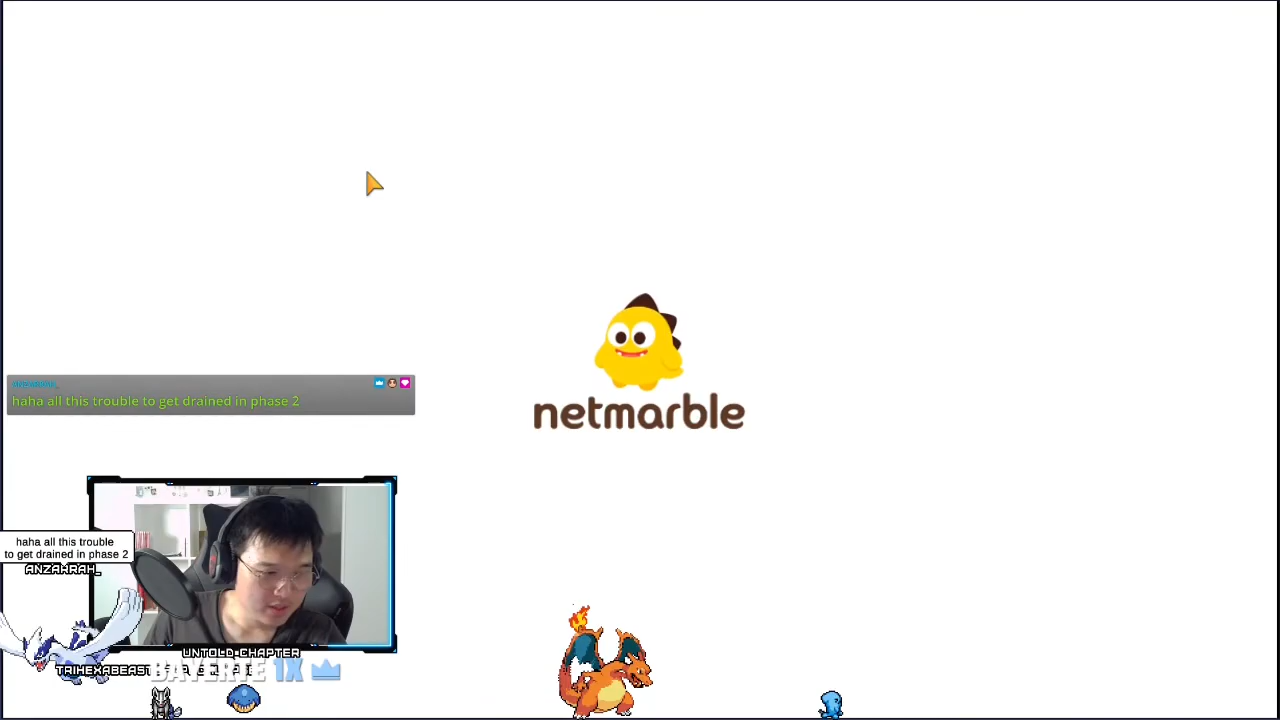 haha all this trouble to get drained in phase 2
netmarble
haha all this trouble
to get drained in phase 2
ANZAHRAH_
UNTOLD CHAPTER
TRIHEXABEAST
BAYERTE 1X